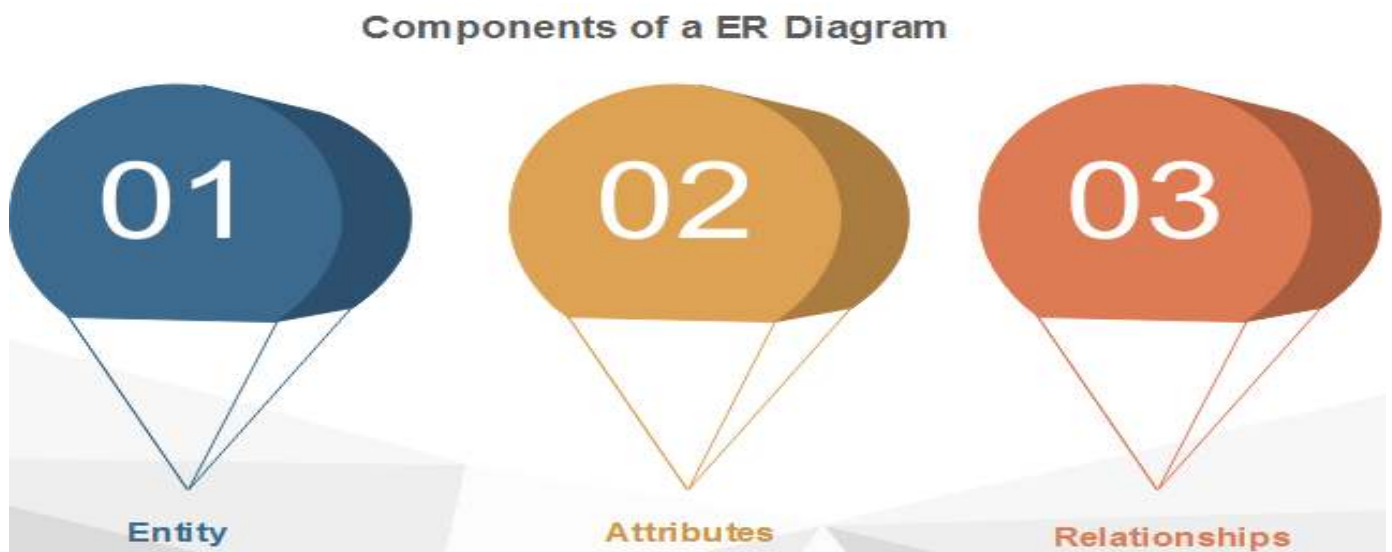 Components of a ER Diagram
01
02
03
Entity
Attributes
Relationships